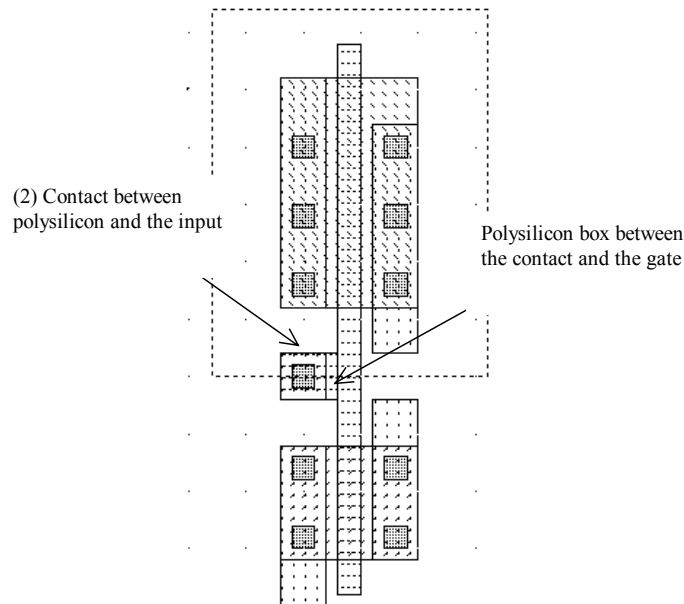 (2) Contact between
polysilicon and the input
Polysilicon box between
the contact and the gate